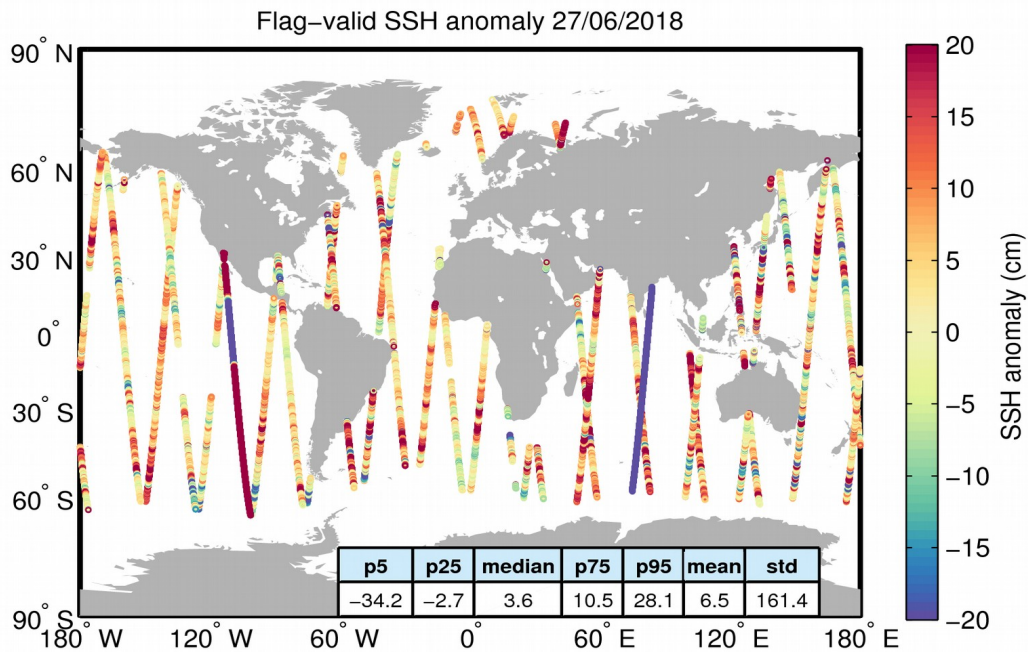 Flag−valid SSH anomaly 27/06/2018
90° N
60° N
30° N
0°
30° S
60° S
90° S
180° W
120° W
60° W
0°
60° E
120° E
180° E
p5 p25 median p75 p95 mean std
−34.2 −2.7 3.6 10.5 28.1 6.5 161.4
20
15
10
5
0
−5
−10
−15
−20
SSH anomaly (cm)